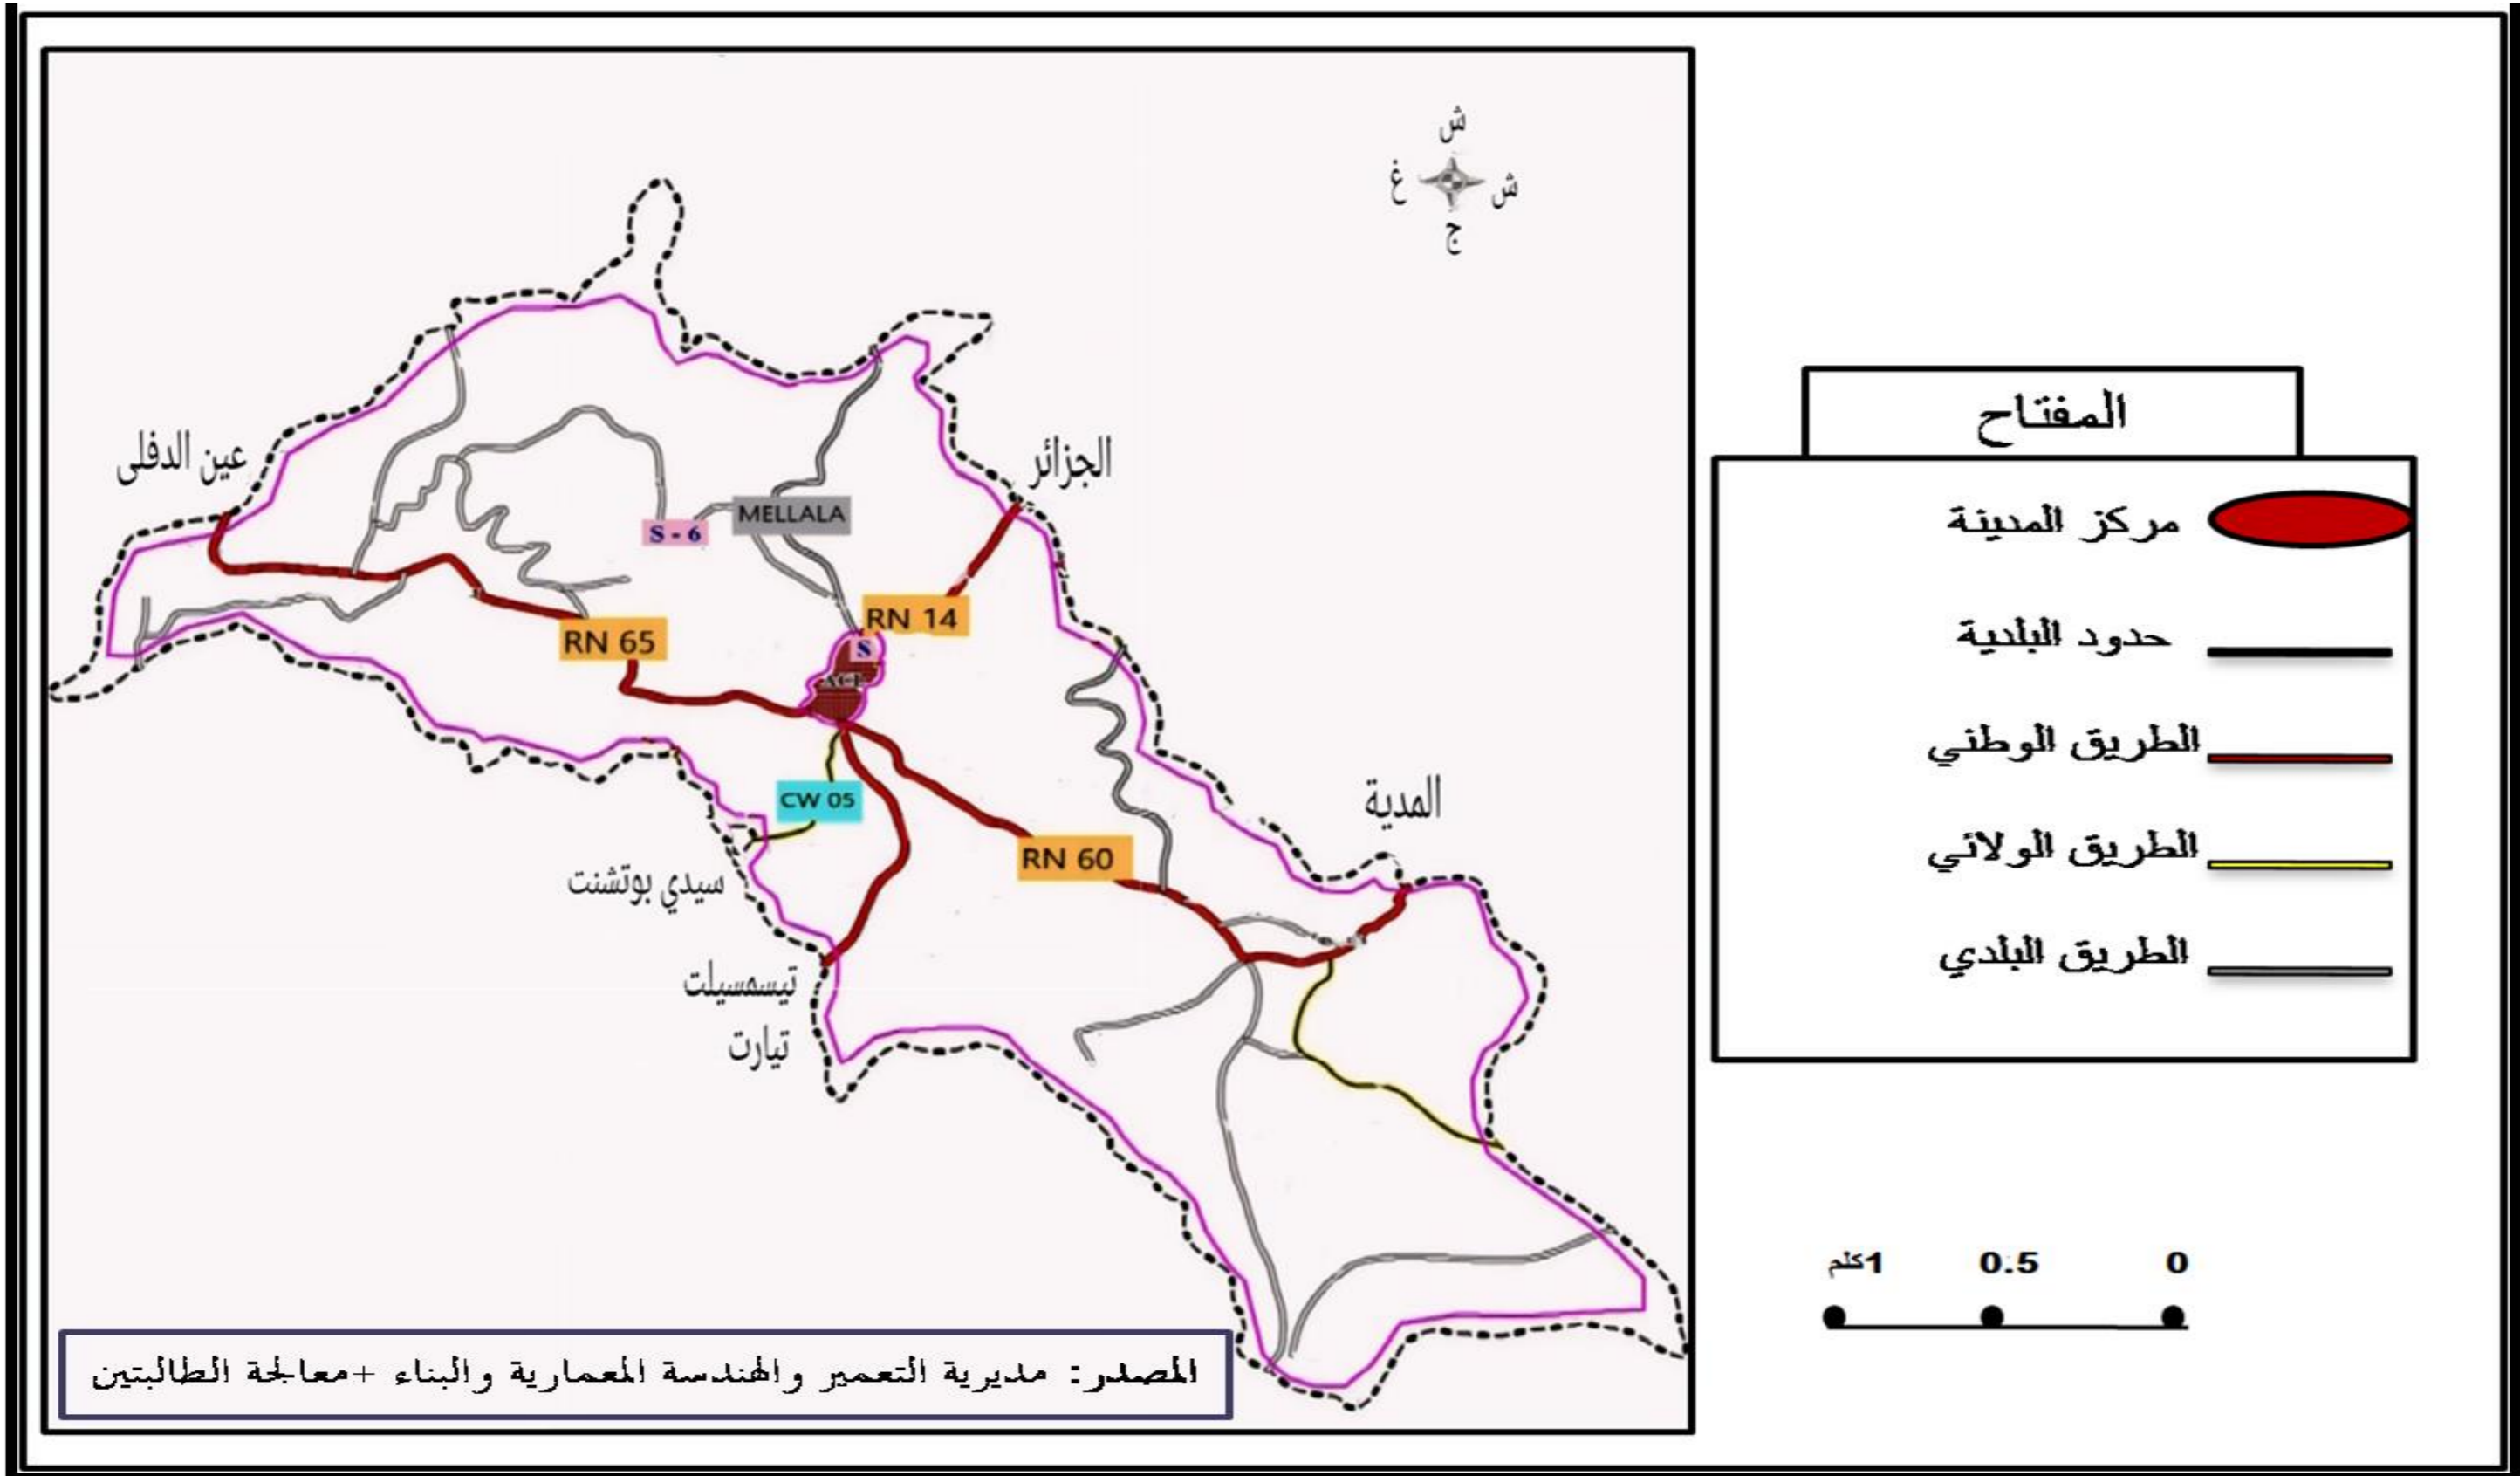 ش
غ
ش
ج
عين الدفلى
الجزائر
MELLALA
S - 6
RN 14
RN 65
S
ACL
CW 05
المدية
RN 60
سيدي بوتشنت
تيسمسيلت
تيارت
المصدر: مديرية التعمير والهندسة المعمارية والبناء +معالجة الطالبتين
المفتاح
مركز المدينة
حدود البلدية
الطريق الوطني
الطريق الولائي
الطريق البلدي
1كلم 0.5 0